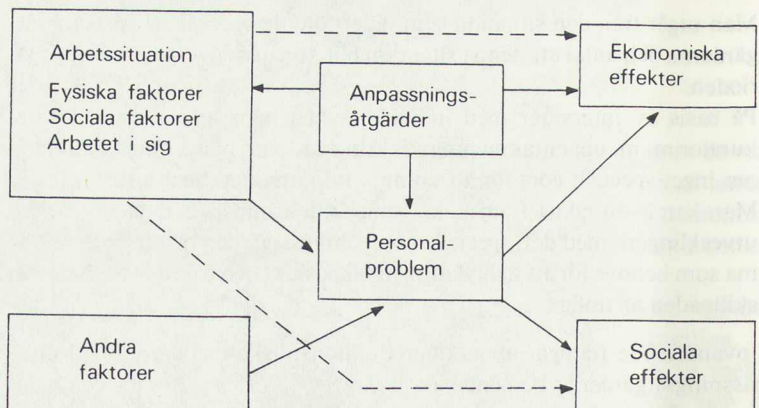 Arbetssituation
Fysiska faktorer
Sociala faktorer
Arbetet i sig
Anpassnings-
åtgärder
Ekonomiska
effekter
Personal-
problem
Andra
faktorer
Sociala
effekter